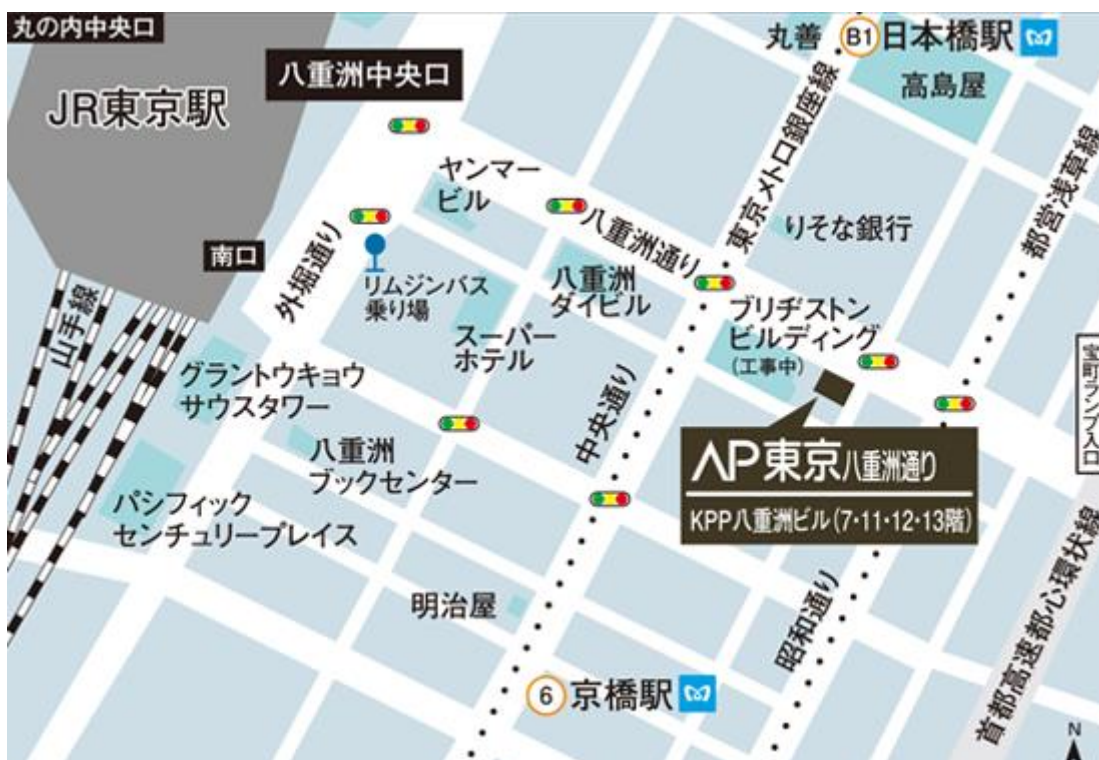 丸の内中央口
JR東京駅
八重洲中央口
丸善
B1
日本橋駅
高島屋
ヤンマー
ビル
八重洲通り
東京メトロ銀座線
りそな銀行
都営浅草線
南口
外堀通り
リムジンバス
乗り場
八重洲
ダイビル
スーパー
ホテル
ブリヂストン
ビルディング
(工事中)
山手線
グラントウキョウ
サウスタワー
中央通り
宝町ランプ入口
八重洲
ブックセンター
AP東京八重洲通り
KPP八重洲ビル(7・11・12・13階)
パシフィック
センチュリープレイス
明治屋
昭和通り
首都高速都心環状線
6
京橋駅
N